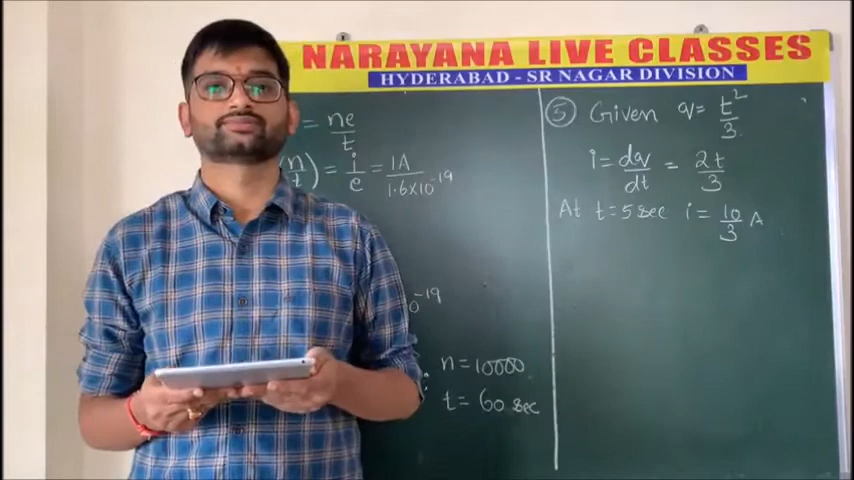 NARAYANA LIVE CLASSES
HYDERABAD - SR NAGAR DIVISION
= ne/t
(n/t) = i/e = 1A/1.6×10⁻¹⁹
0⁻¹⁹
n = 10000
t = 60 sec
⑤ Given q = t²/3.
i = dq/dt = 2t/3
At t = 5 sec i = 10/3 A